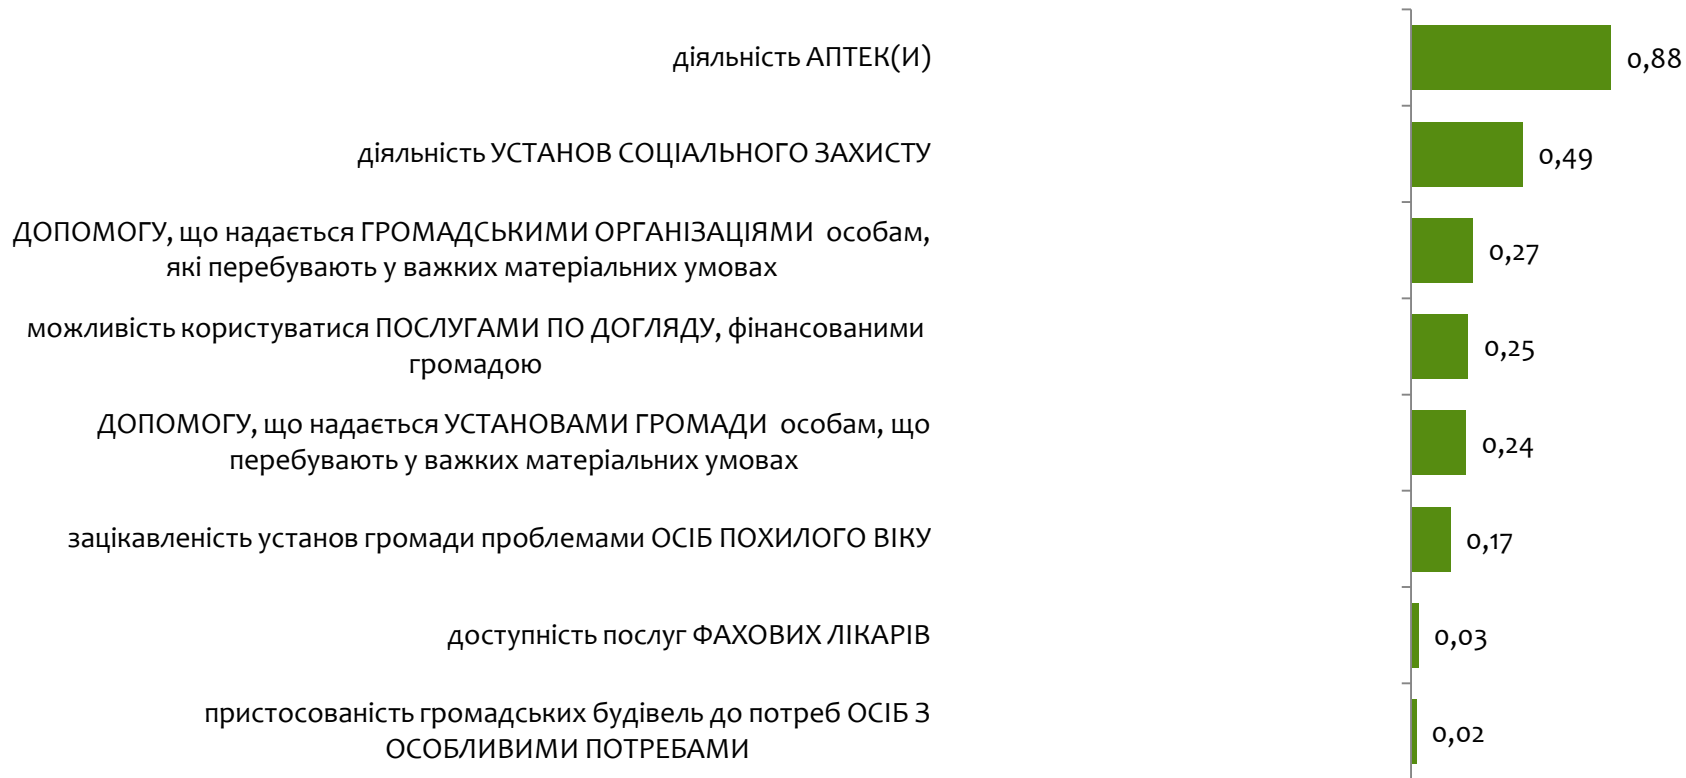 діяльність АПТЕК(И)
0,88
діяльність УСТАНОВ СОЦІАЛЬНОГО ЗАХИСТУ
0,49
ДОПОМОГУ, що надається ГРОМАДСЬКИМИ ОРГАНІЗАЦІЯМИ особам,
які перебувають у важких матеріальних умовах
0,27
можливість користуватися ПОСЛУГАМИ ПО ДОГЛЯДУ, фінансованими
громадою
0,25
ДОПОМОГУ, що надається УСТАНОВАМИ ГРОМАДИ особам, що
перебувають у важких матеріальних умовах
0,24
зацікавленість установ громади проблемами ОСІБ ПОХИЛОГО ВІКУ
0,17
доступність послуг ФАХОВИХ ЛІКАРІВ
0,03
пристосованість громадських будівель до потреб ОСІБ З
ОСОБЛИВИМИ ПОТРЕБАМИ
0,02